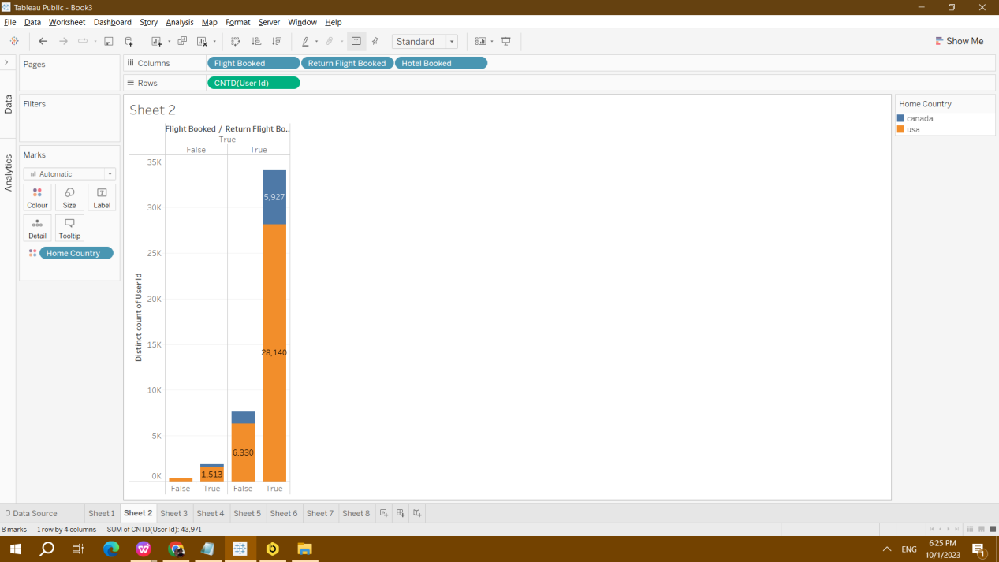 Tableau Public - Book3
File Data Worksheet Dashboard Story Analysis Map Format Server Window Help
Standard
Show Me
Pages
Columns
Flight Booked
Return Flight Booked
Hotel Booked
Rows
CNTD(User Id)
Data
Analytics
Filters
Marks
Automatic
Colour
Size
Label
Detail
Tooltip
Home Country
Sheet 2
Flight Booked / Return Flight Bo..
True
False
True
35K
30K
25K
20K
15K
10K
5K
0K
Distinct count of User Id
5,927
28,140
6,330
1,513
False
True
False
True
Home Country
canada
usa
Data Source
Sheet 1
Sheet 2
Sheet 3
Sheet 4
Sheet 5
Sheet 6
Sheet 7
Sheet 8
8 marks 1 row by 4 columns SUM of CNTD(User Id): 43,971
ENG
6:25 PM
10/1/2023
1